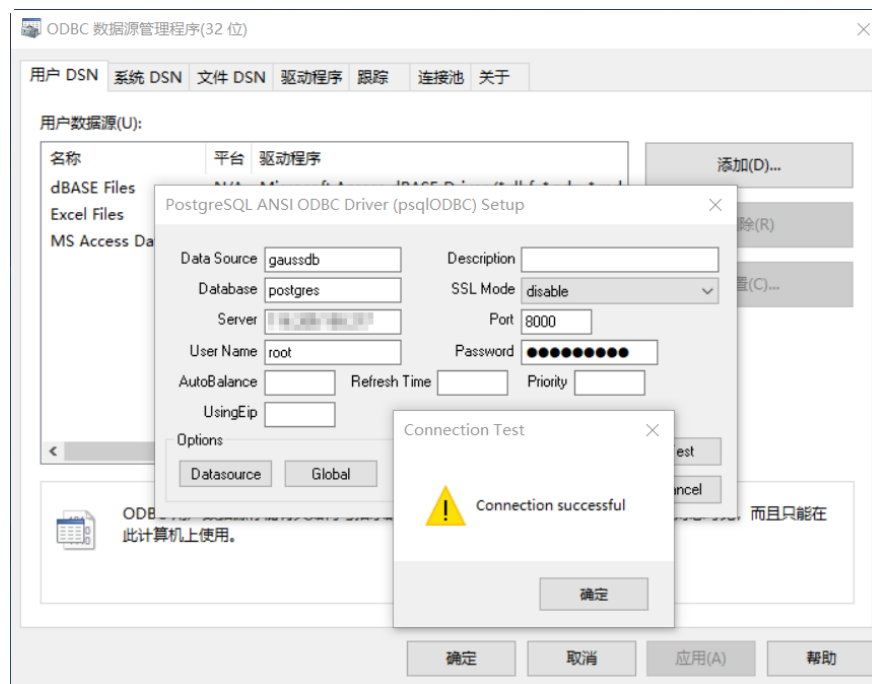 ODBC 数据源管理程序(32 位)
用户 DSN 系统 DSN 文件 DSN 驱动程序 跟踪 连接池 关于
用户数据源(U):
名称 平台 驱动程序
dBASE Files
Excel Files
MS Access Da
添加(D)...
除(R)
置(C)...
PostgreSQL ANSI ODBC Driver (psqlODBC) Setup
Data Source gaussdb Description
Database postgres SSL Mode disable
Server Port 8000
User Name root Password ●●●●●●●●●
AutoBalance Refresh Time Priority
UsingEip
Options
Datasource Global
est
ancel
Connection Test
Connection successful
确定
而且只能在
此计算机上使用。
确定 取消 应用(A) 帮助